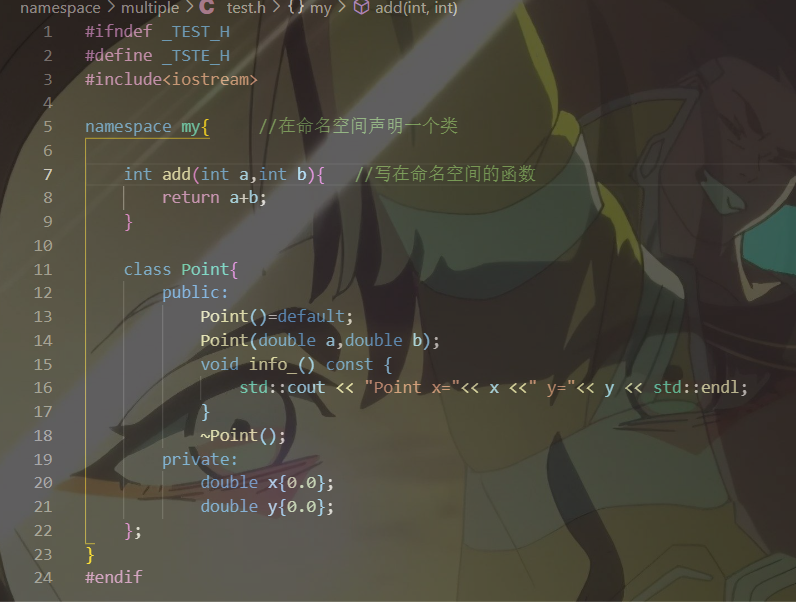 namespace > multiple > C test.h > {} my > add(int, int)
1 #ifndef _TEST_H
2 #define _TSTE_H
3 #include<iostream>
4
5 namespace my{ //在命名空间声明一个类
6
7 int add(int a,int b){ //写在命名空间的函数
8 return a+b;
9 }
10
11 class Point{
12 public:
13 Point()=default;
14 Point(double a,double b);
15 void info_() const {
16 std::cout << "Point x="<< x <<" y="<< y << std::endl;
17 }
18 ~Point();
19 private:
20 double x{0.0};
21 double y{0.0};
22 };
23 }
24 #endif